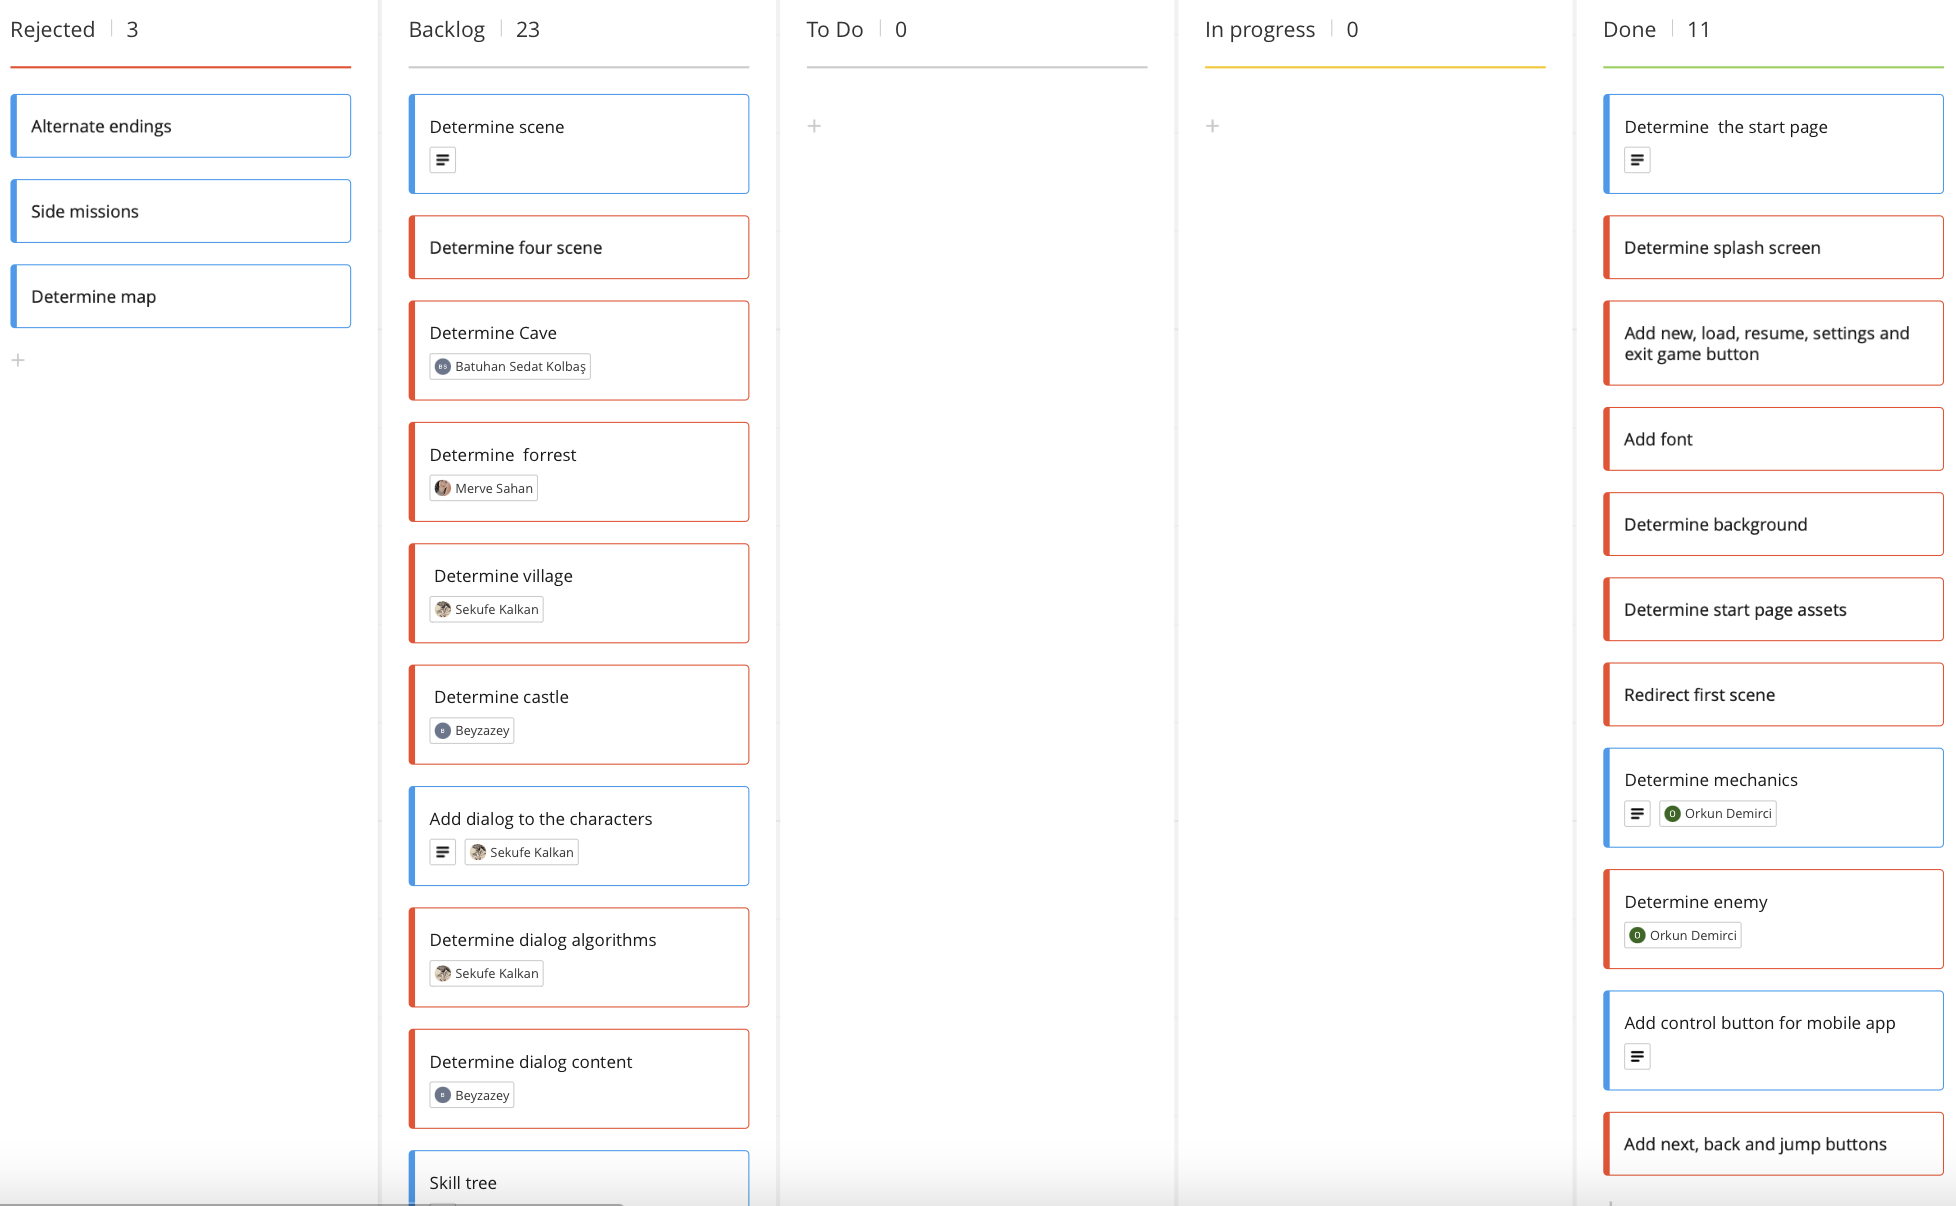 Rejected 3
Alternate endings
Side missions
Determine map
+
Backlog 23
Determine scene
Determine four scene
Determine Cave
BS Batuhan Sedat Kolbaş
Determine  forrest
Merve Sahan
Determine village
Sekufe Kalkan
Determine castle
B Beyzazey
Add dialog to the characters
Sekufe Kalkan
Determine dialog algorithms
Sekufe Kalkan
Determine dialog content
B Beyzazey
Skill tree
To Do 0
+
In progress 0
+
Done 11
Determine  the start page
Determine splash screen
Add new, load, resume, settings and
exit game button
Add font
Determine background
Determine start page assets
Redirect first scene
Determine mechanics
O Orkun Demirci
Determine enemy
O Orkun Demirci
Add control button for mobile app
Add next, back and jump buttons